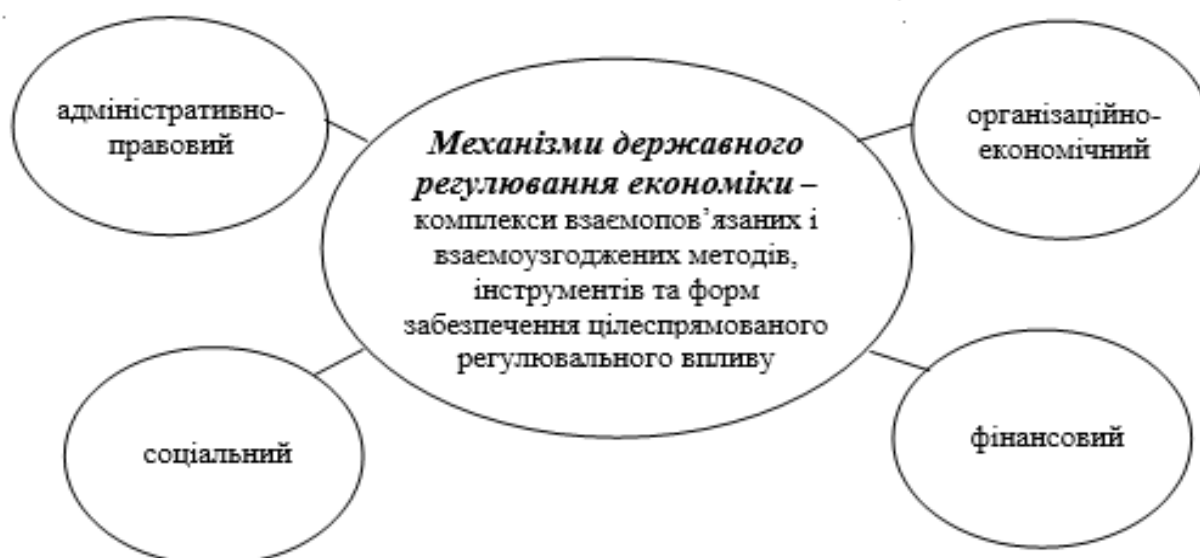 адміністративно-
правовий
Механізми державного
регулювання економіки –
комплекси взаємопов’язаних і
взаємоузгоджених методів,
інструментів та форм
забезпечення цілеспрямованого
регулювального впливу
організаційно-
економічний
соціальний
фінансовий